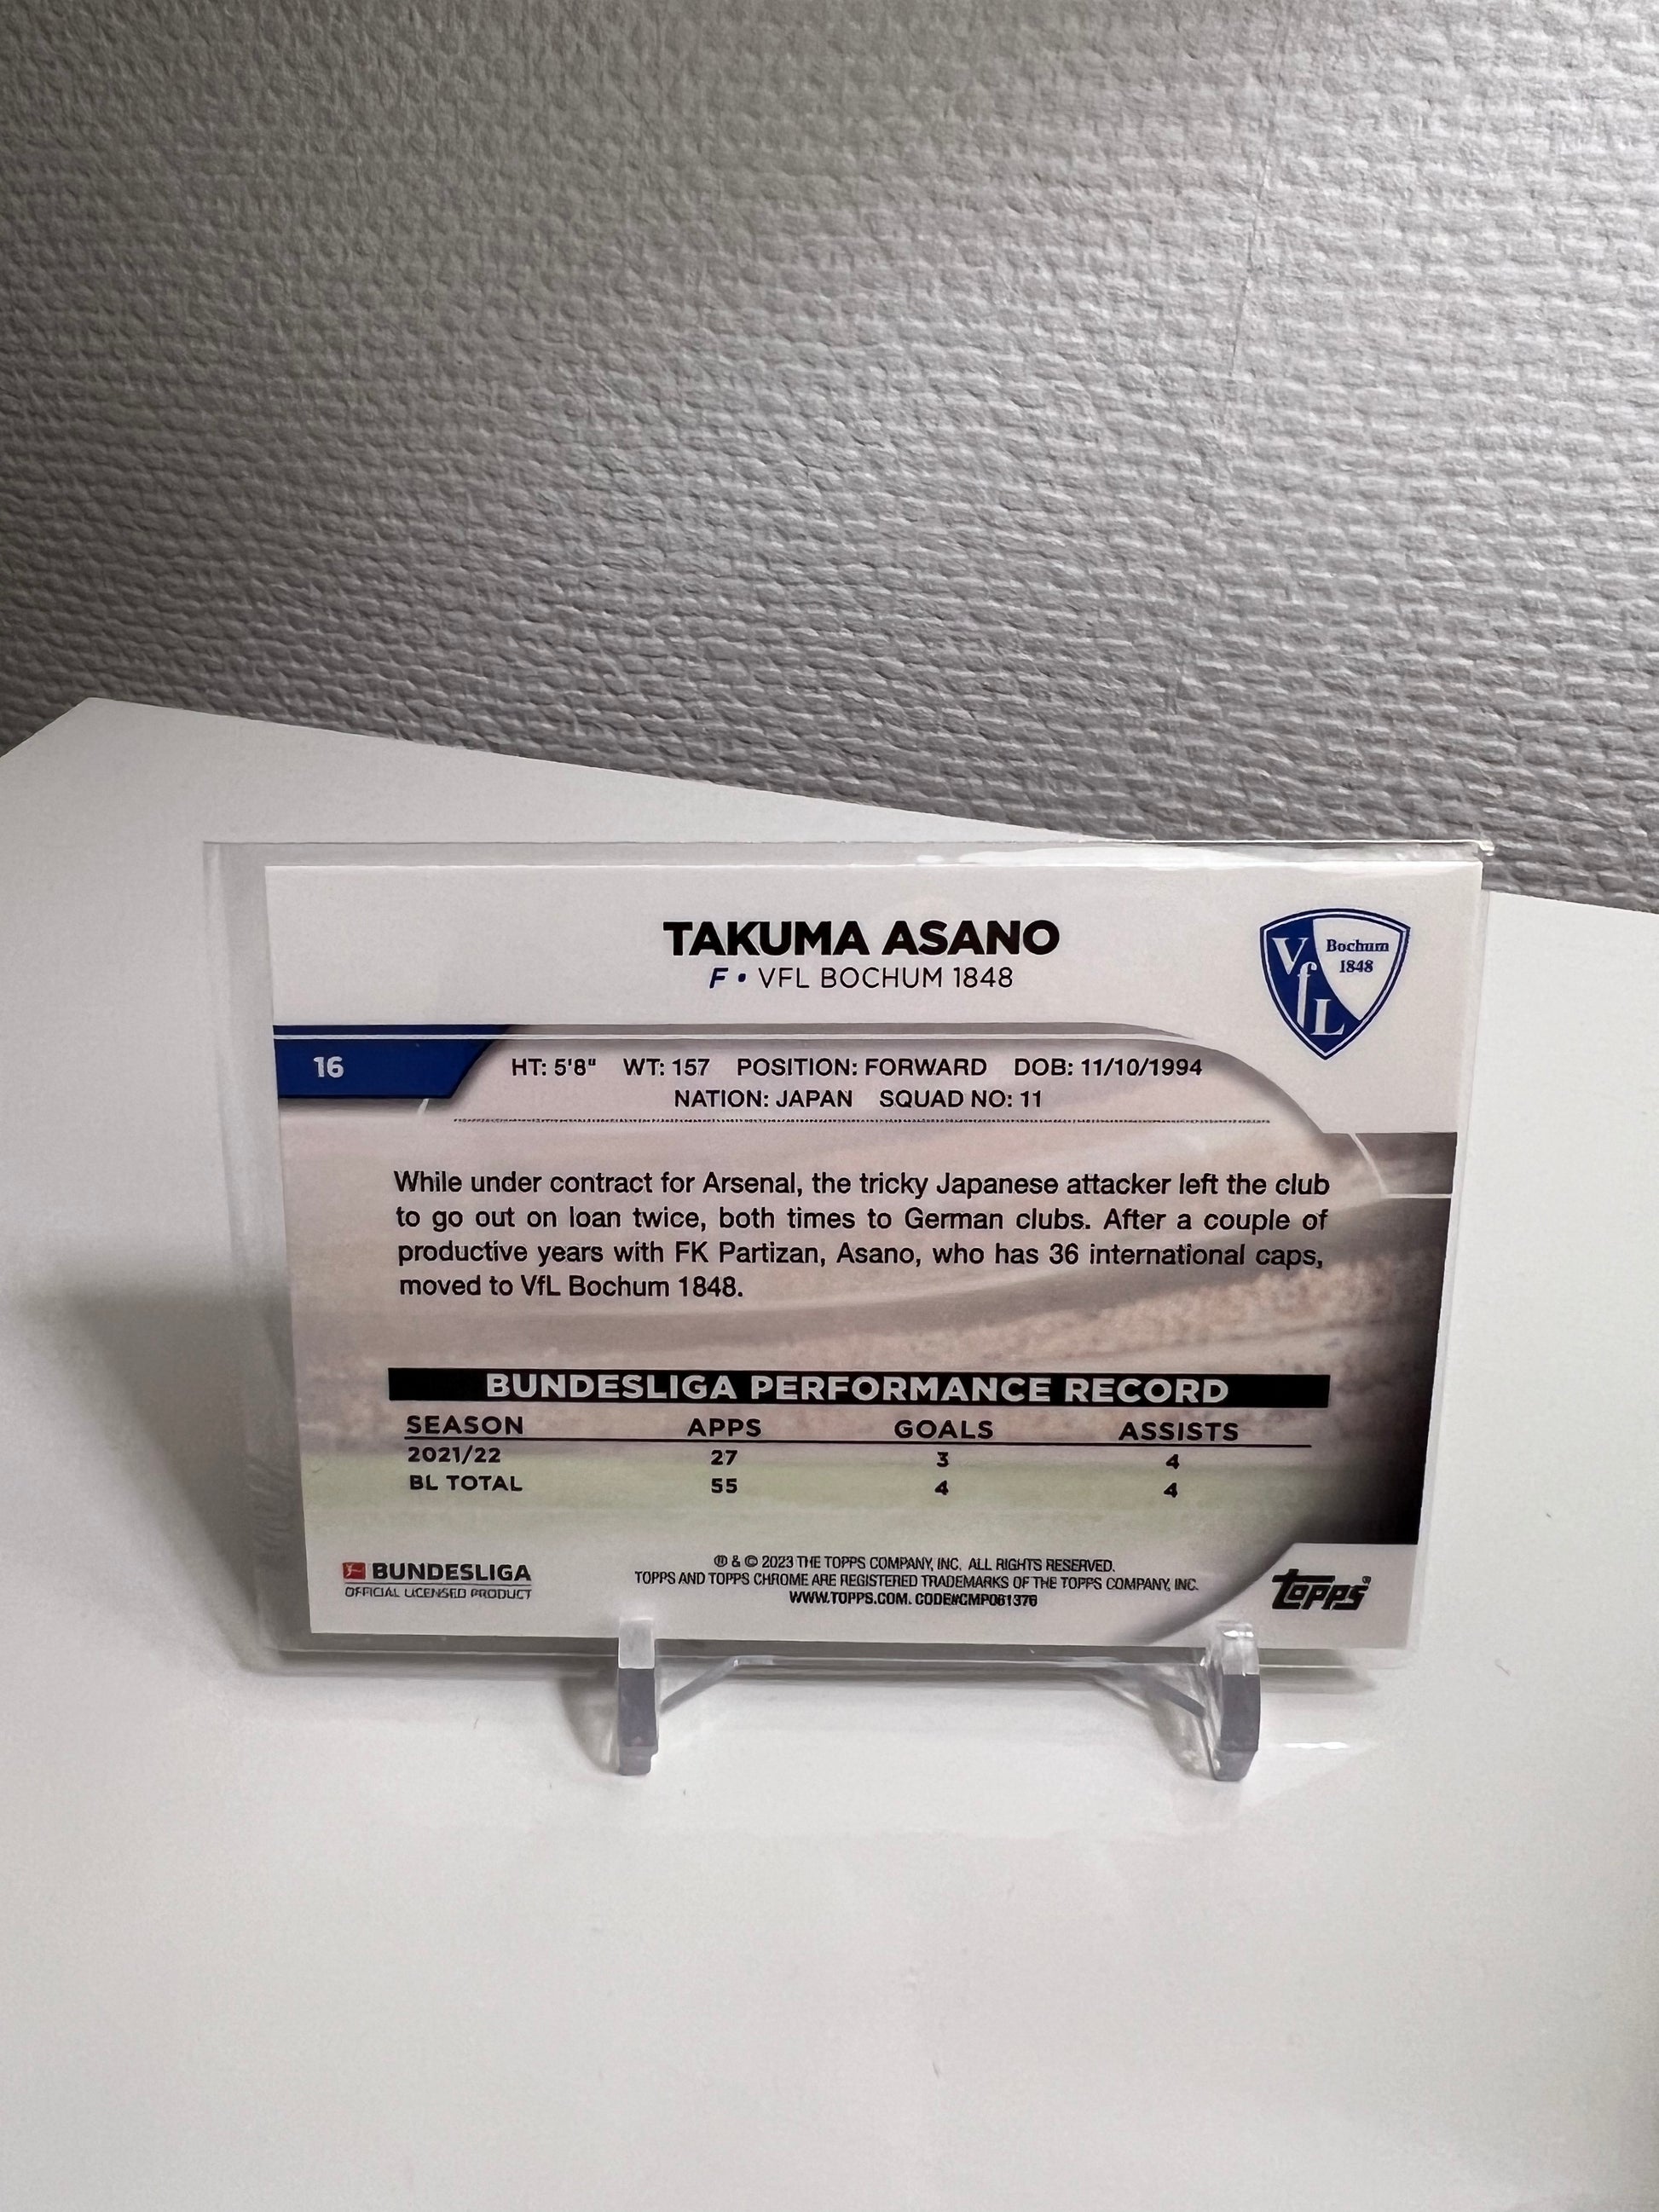 TAKUMA ASANO
F • VFL BOCHUM 1848
VfL Bochum
1848
16
HT: 5'8" WT: 157 POSITION: FORWARD DOB: 11/10/1994
NATION: JAPAN SQUAD NO: 11
While under contract for Arsenal, the tricky Japanese attacker left the club
to go out on loan twice, both times to German clubs. After a couple of
productive years with FK Partizan, Asano, who has 36 international caps,
moved to VfL Bochum 1848.
BUNDESLIGA PERFORMANCE RECORD
SEASON APPS GOALS ASSISTS
2021/22 27 3 4
BL TOTAL 55 4 4
BUNDESLIGA
OFFICIAL LICENSED PRODUCT
® & © 2023 THE TOPPS COMPANY, INC. ALL RIGHTS RESERVED.
TOPPS AND TOPPS CHROME ARE REGISTERED TRADEMARKS OF THE TOPPS COMPANY, INC.
WWW.TOPPS.COM. CODE#CMP061376
topps®